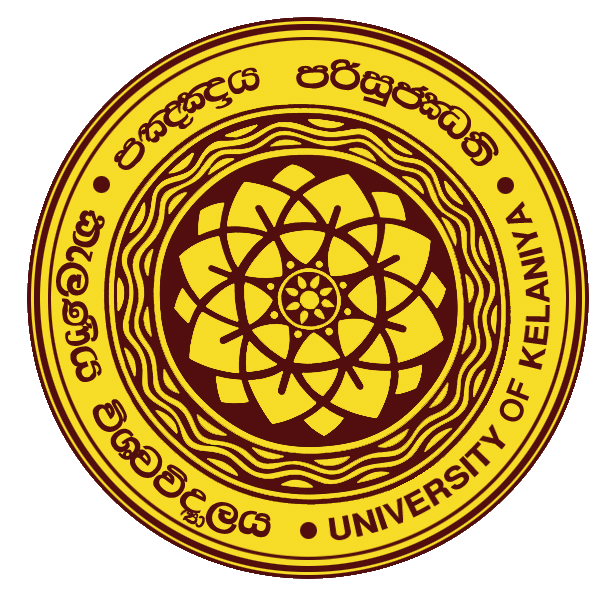 පඤ්ඤාය පරිසුජ්ඣති
කැලණිය විශ්වවිද්‍යාලය
UNIVERSITY OF KELANIYA